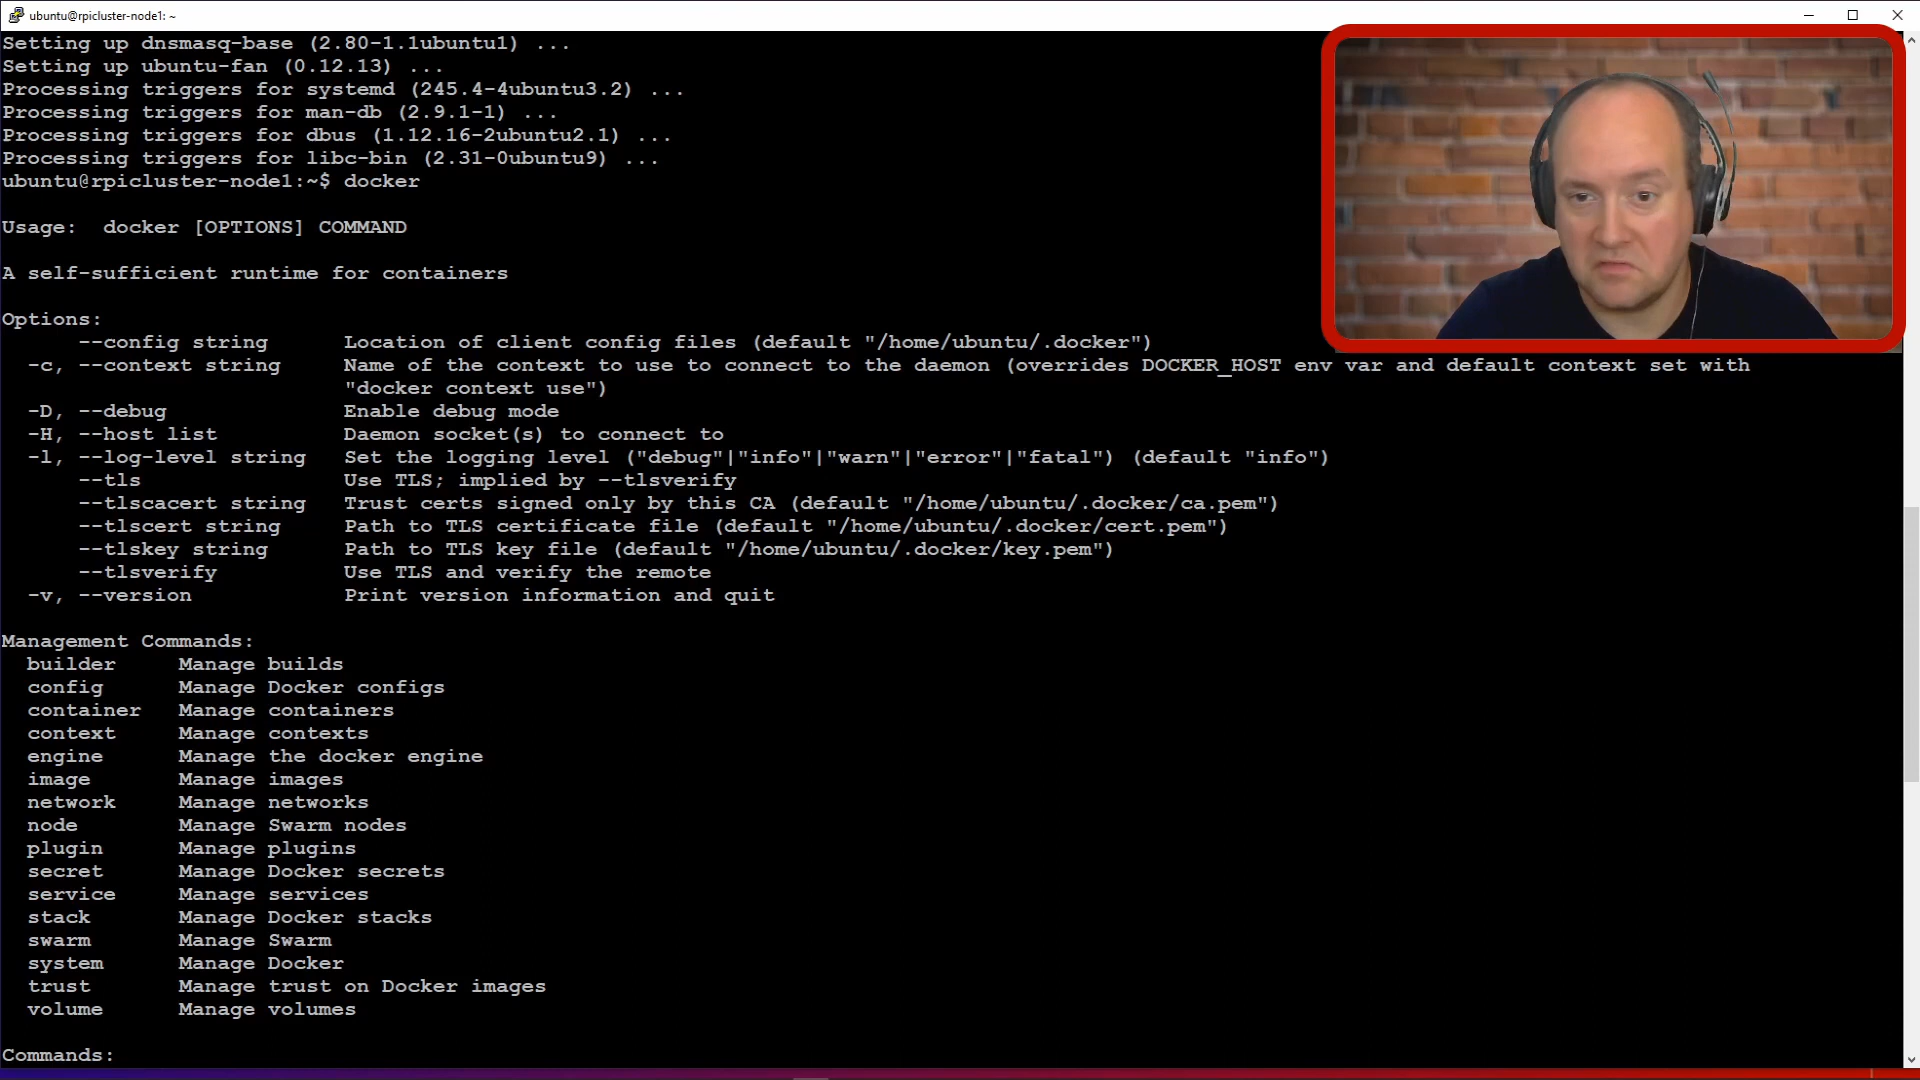 ubuntu@rpicluster-node1: ~
Setting up dnsmasq-base (2.80-1.1ubuntu1) ...
Setting up ubuntu-fan (0.12.13) ...
Processing triggers for systemd (245.4-4ubuntu3.2) ...
Processing triggers for man-db (2.9.1-1) ...
Processing triggers for dbus (1.12.16-2ubuntu2.1) ...
Processing triggers for libc-bin (2.31-0ubuntu9) ...
ubuntu@rpicluster-node1:~$ docker
Usage:  docker [OPTIONS] COMMAND
A self-sufficient runtime for containers
Options:
      --config string      Location of client config files (default "/home/ubuntu/.docker")
  -c, --context string     Name of the context to use to connect to the daemon (overrides DOCKER_HOST env var and default context set with
                           "docker context use")
  -D, --debug              Enable debug mode
  -H, --host list          Daemon socket(s) to connect to
  -l, --log-level string   Set the logging level ("debug"|"info"|"warn"|"error"|"fatal") (default "info")
      --tls                Use TLS; implied by --tlsverify
      --tlscacert string   Trust certs signed only by this CA (default "/home/ubuntu/.docker/ca.pem")
      --tlscert string     Path to TLS certificate file (default "/home/ubuntu/.docker/cert.pem")
      --tlskey string      Path to TLS key file (default "/home/ubuntu/.docker/key.pem")
      --tlsverify          Use TLS and verify the remote
  -v, --version            Print version information and quit
Management Commands:
  builder     Manage builds
  config      Manage Docker configs
  container   Manage containers
  context     Manage contexts
  engine      Manage the docker engine
  image       Manage images
  network     Manage networks
  node        Manage Swarm nodes
  plugin      Manage plugins
  secret      Manage Docker secrets
  service     Manage services
  stack       Manage Docker stacks
  swarm       Manage Swarm
  system      Manage Docker
  trust       Manage trust on Docker images
  volume      Manage volumes
Commands: